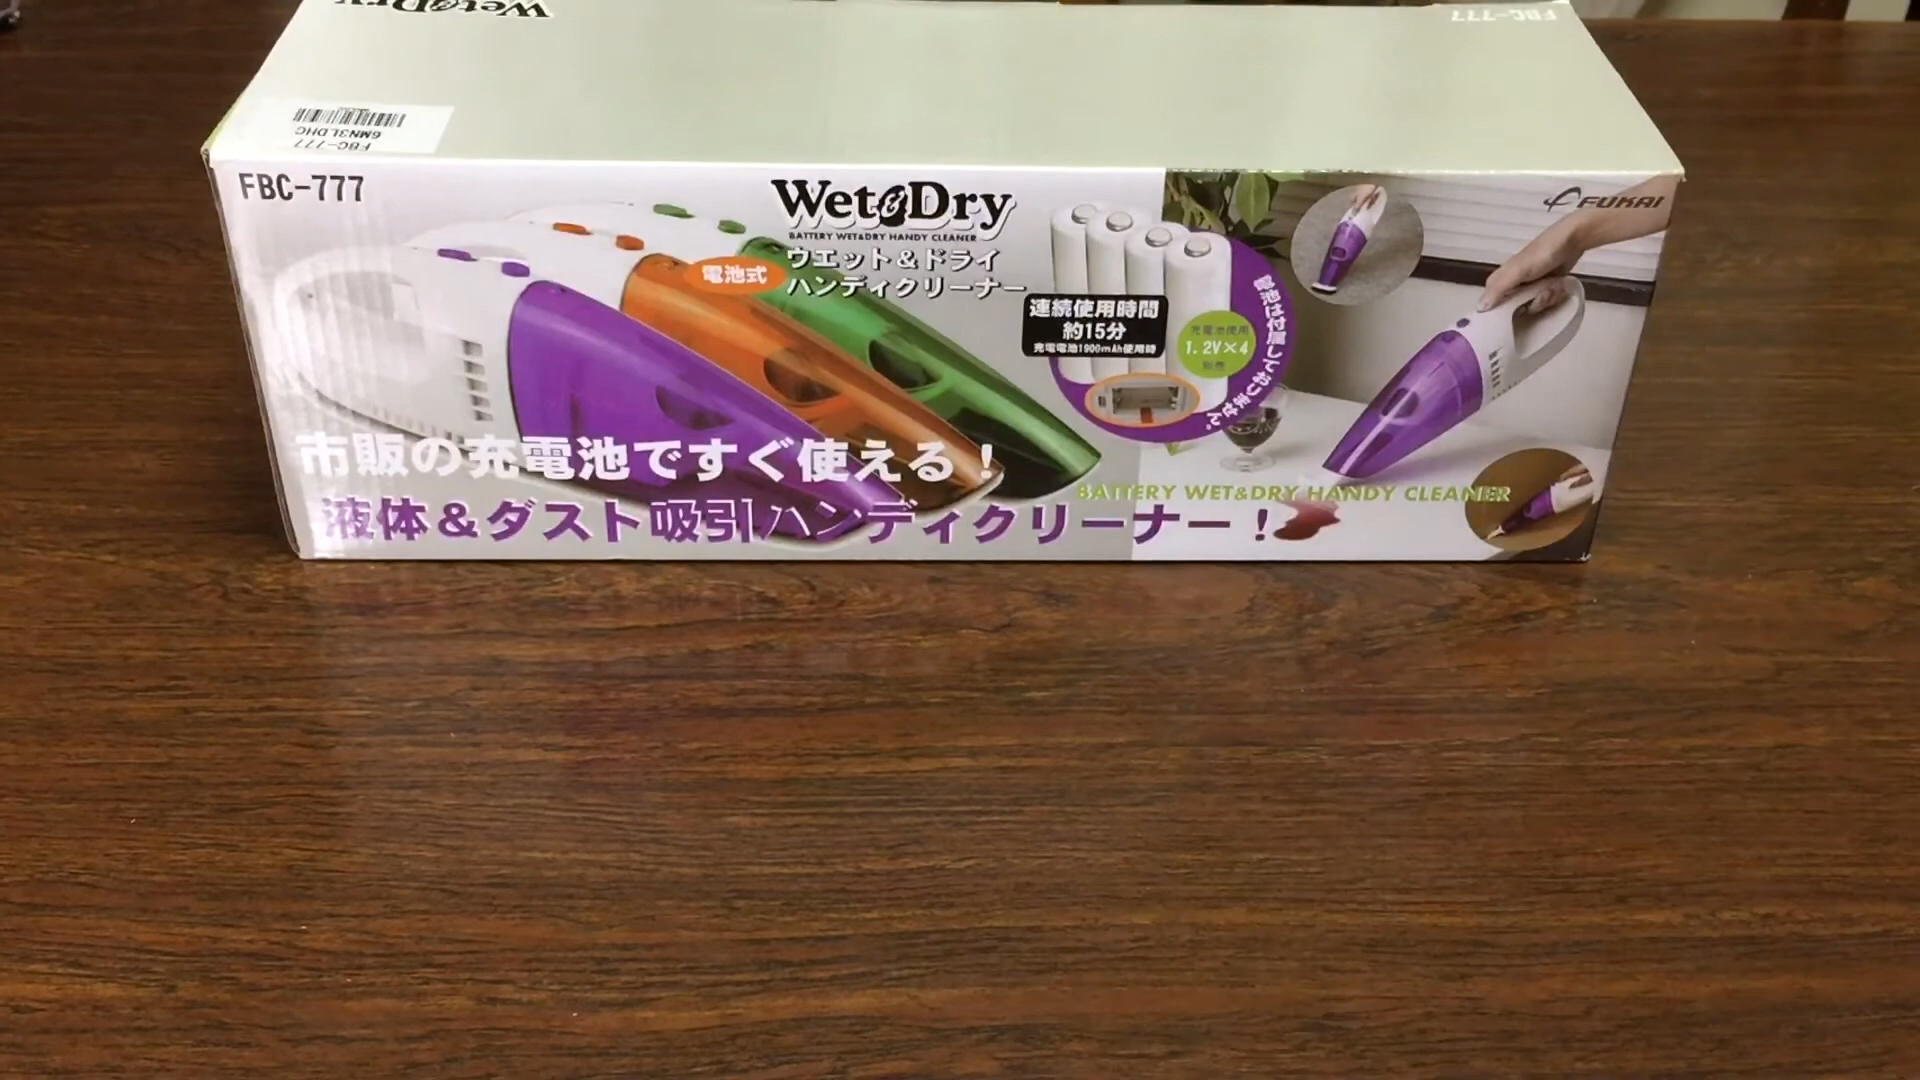 Wet&Dry
FBC-777
6MN3LDHC
FBC-777
FBC-777
Wet&Dry
BATTERY WET&DRY HANDY CLEANER
電池式
ウエット&ドライ
ハンディクリーナー
連続使用時間
約15分
充電電池1900mAh使用時
充電池使用
1.2V×4
別売
電池は付属しておりません。
FUKAI
市販の充電池ですぐ使える!
BATTERY WET&DRY HANDY CLEANER
液体&ダスト吸引ハンディクリーナー!